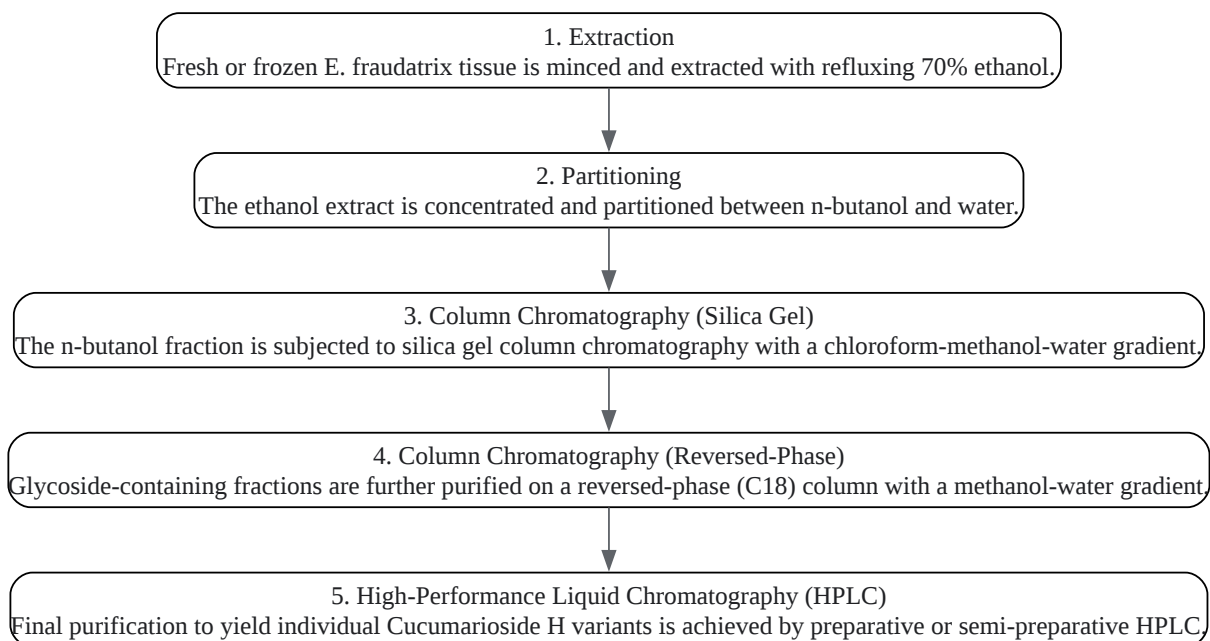 1. Extraction
Fresh or frozen E. fraudatrix tissue is minced and extracted with refluxing 70% ethanol.
2. Partitioning
The ethanol extract is concentrated and partitioned between n-butanol and water.
3. Column Chromatography (Silica Gel)
The n-butanol fraction is subjected to silica gel column chromatography with a chloroform-methanol-water gradient.
4. Column Chromatography (Reversed-Phase)
Glycoside-containing fractions are further purified on a reversed-phase (C18) column with a methanol-water gradient.
5. High-Performance Liquid Chromatography (HPLC)
Final purification to yield individual Cucumarioside H variants is achieved by preparative or semi-preparative HPLC.